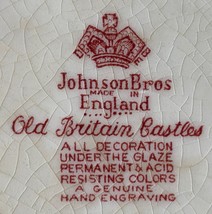 Johnson Bros
MADE IN
England
Old Britain Castles
ALL DECORATION
UNDER THE GLAZE
PERMANENT & ACID
RESISTING COLORS
A GENUINE
HAND ENGRAVING